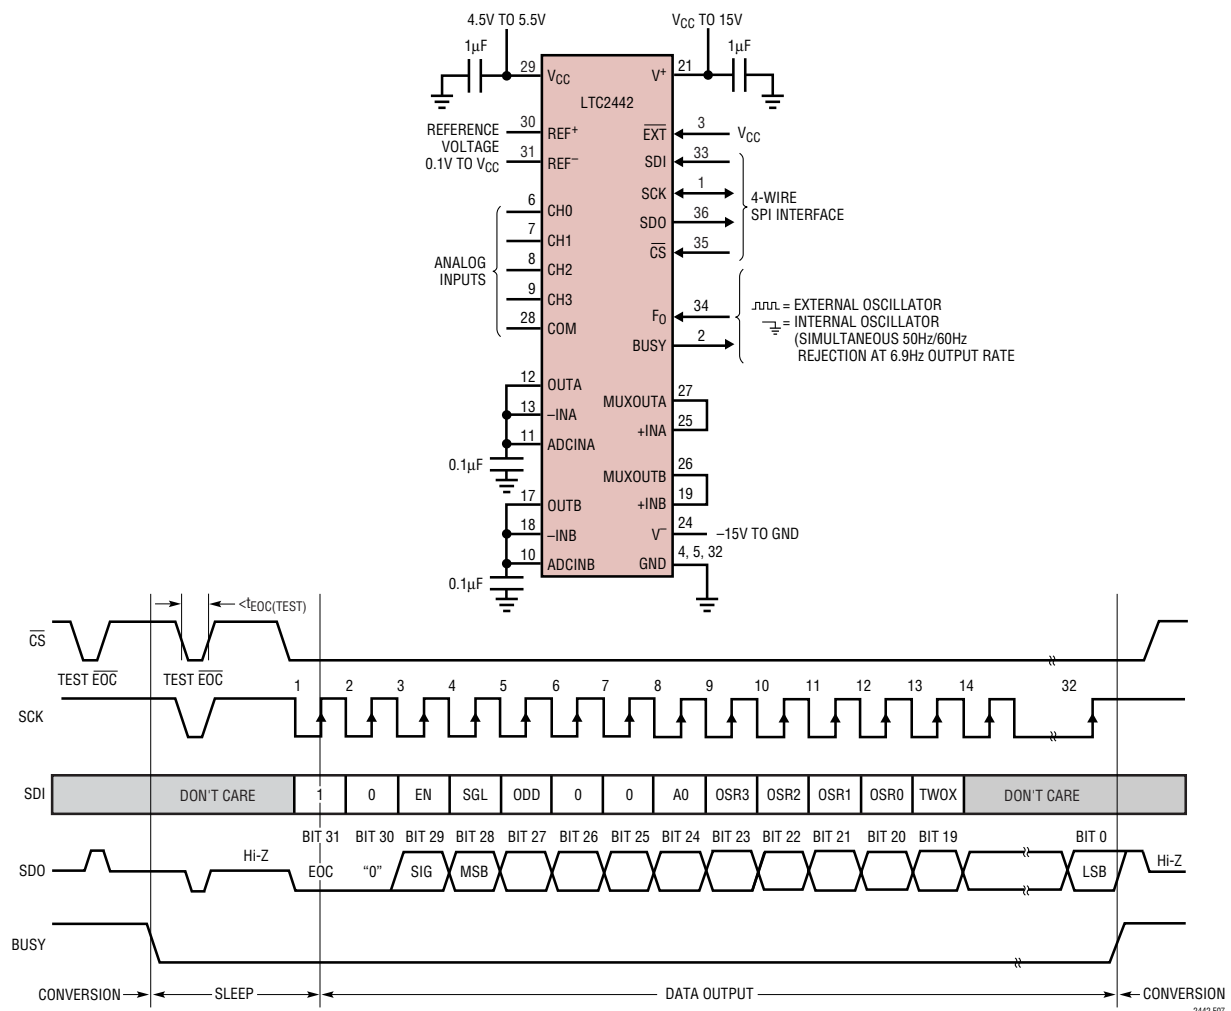 4.5V TO 5.5V
VCC TO 15V
1µF
1µF
29
VCC
V+
21
LTC2442
REFERENCE
VOLTAGE
0.1V TO VCC
30
REF+
31
REF–
EXT
3
VCC
SDI
33
SCK
1
SDO
36
CS
35
4-WIRE
SPI INTERFACE
ANALOG
INPUTS
6
CH0
7
CH1
8
CH2
9
CH3
28
COM
FO
34
BUSY
2
= EXTERNAL OSCILLATOR
= INTERNAL OSCILLATOR
(SIMULTANEOUS 50Hz/60Hz
REJECTION AT 6.9Hz OUTPUT RATE
12
OUTA
13
–INA
11
ADCINA
0.1µF
MUXOUTA
27
+INA
25
MUXOUTB
26
+INB
19
17
OUTB
18
–INB
10
ADCINB
0.1µF
V–
24
–15V TO GND
GND
4, 5, 32
<tEOC(TEST)
CS
TEST EOC
TEST EOC
SCK
1 2 3 4 5 6 7 8 9 10 11 12 13 14 32
SDI
DON'T CARE 1 0 EN SGL ODD 0 0 A0 OSR3 OSR2 OSR1 OSR0 TWOX DON'T CARE
BIT 31 BIT 30 BIT 29 BIT 28 BIT 27 BIT 26 BIT 25 BIT 24 BIT 23 BIT 22 BIT 21 BIT 20 BIT 19 BIT 0
SDO
Hi-Z
EOC "0" SIG MSB LSB
Hi-Z
BUSY
CONVERSION SLEEP DATA OUTPUT CONVERSION
2442 F07